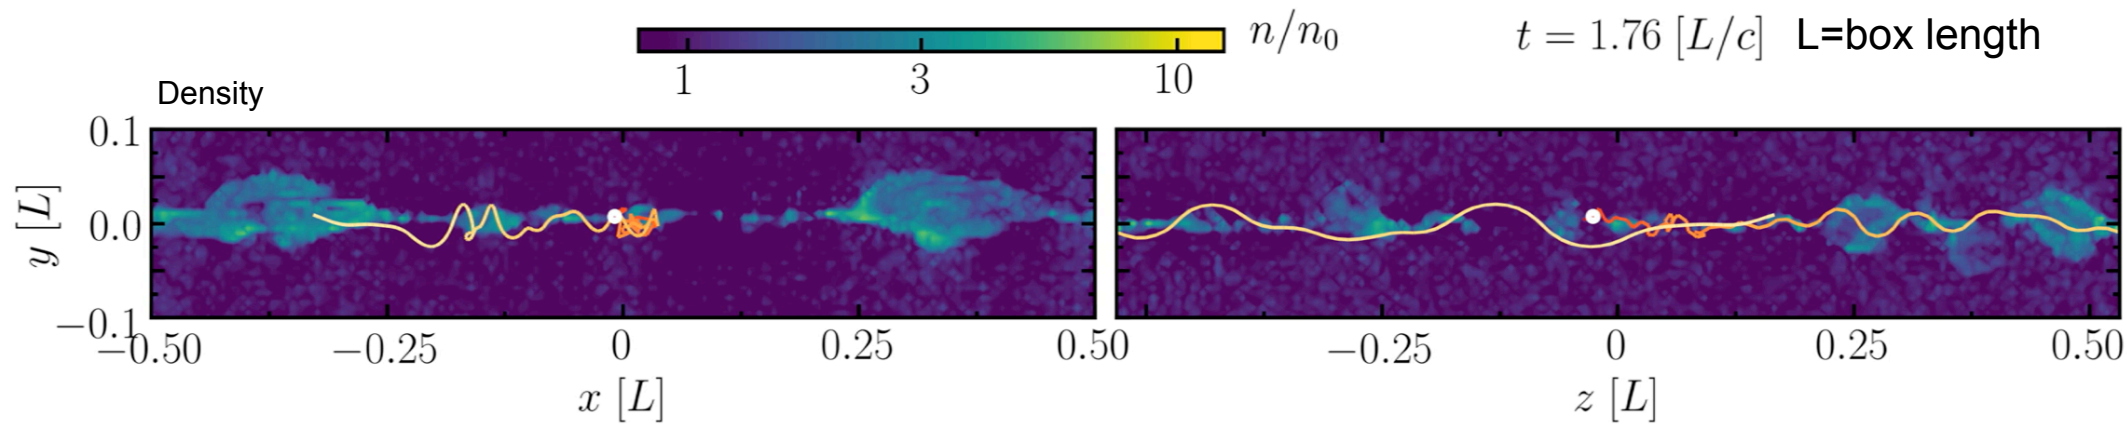 n/n₀
t = 1.76 [L/c] L=box length
1 3 10
Density
0.1
0.0
−0.1
y [L]
−0.50 −0.25 0 0.25 0.50
−0.25 0 0.25 0.50
x [L]
z [L]